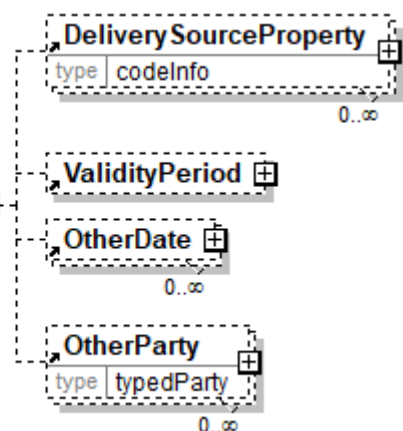 DeliverySourceProperty
type codeInfo
0..∞
ValidityPeriod
OtherDate
0..∞
OtherParty
type typedParty
0..∞